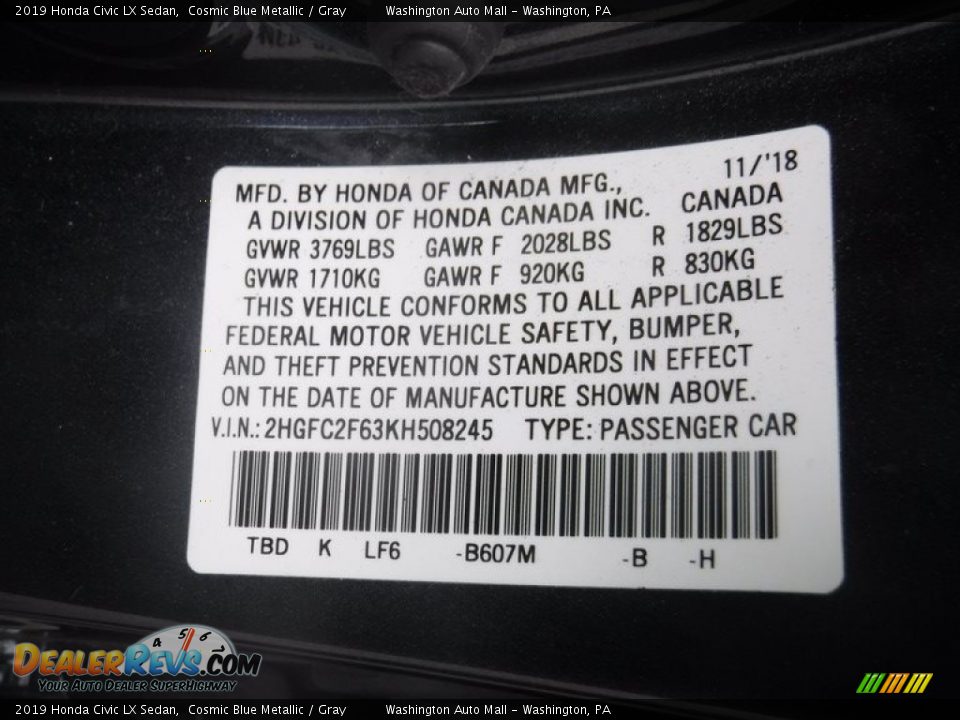 2019 Honda Civic LX Sedan, Cosmic Blue Metallic / Gray Washington Auto Mall - Washington, PA
11/'18
MFD. BY HONDA OF CANADA MFG.,
A DIVISION OF HONDA CANADA INC. CANADA
GVWR 3769LBS GAWR F 2028LBS R 1829LBS
GVWR 1710KG GAWR F 920KG R 830KG
THIS VEHICLE CONFORMS TO ALL APPLICABLE
FEDERAL MOTOR VEHICLE SAFETY, BUMPER,
AND THEFT PREVENTION STANDARDS IN EFFECT
ON THE DATE OF MANUFACTURE SHOWN ABOVE.
V.I.N.: 2HGFC2F63KH508245 TYPE: PASSENGER CAR
TBD K LF6 -B607M -B -H
4 5 6 7
DEALERREVS.COM
YOUR AUTO DEALER SUPERHIGHWAY
2019 Honda Civic LX Sedan, Cosmic Blue Metallic / Gray Washington Auto Mall - Washington, PA